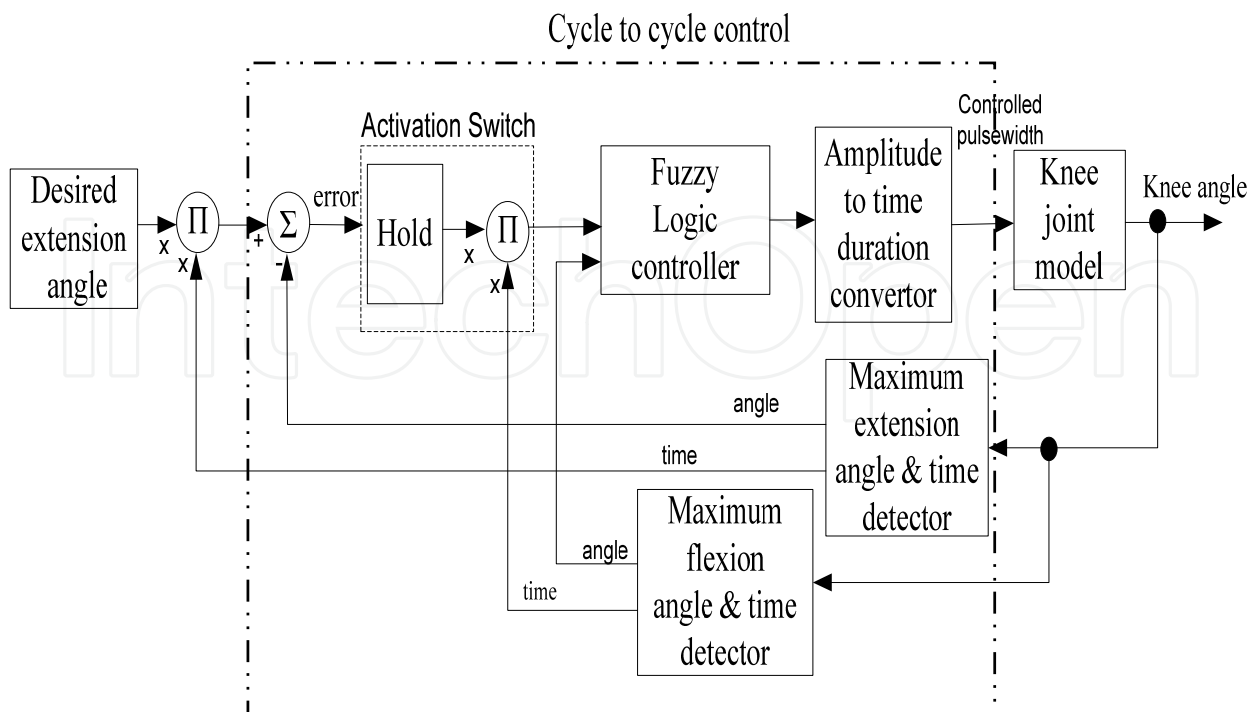 Cycle to cycle control
Activation Switch
Controlled
pulsewidth
Desired
extension
angle
x
x
Π
+
-
Σ
error
Hold
x
x
Π
Fuzzy
Logic
controller
Amplitude
to time
duration
convertor
Knee
joint
model
Knee angle
angle
time
Maximum
extension
angle & time
detector
angle
time
Maximum
flexion
angle & time
detector
IntechOpen